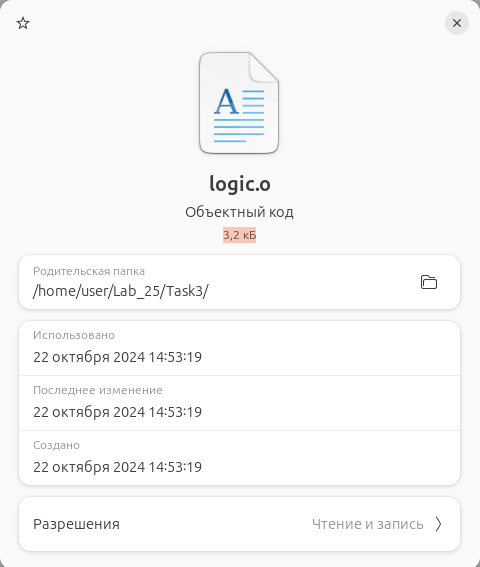 logic.o
Объектный код
3,2 кБ
Родительская папка
/home/user/Lab_25/Task3/
Использовано
22 октября 2024 14:53:19
Последнее изменение
22 октября 2024 14:53:19
Создано
22 октября 2024 14:53:19
Разрешения Чтение и запись